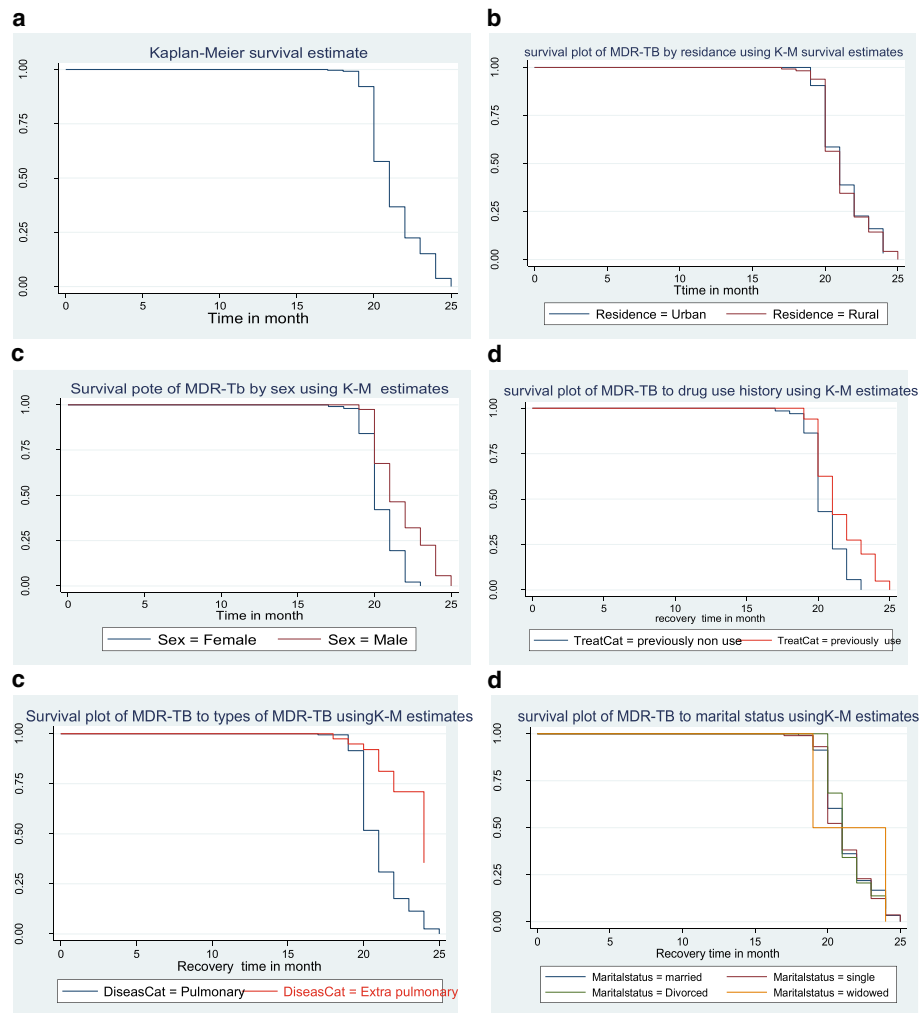 a
Kaplan-Meier survival estimate
1.00
0.75
0.50
0.25
0.00
0 5 10 15 20 25
Time in month
b
survival plot of MDR-TB by residance using K-M survival estimates
1.00
0.75
0.50
0.25
0.00
0 5 10 15 20 25
Ttime in month
Residence = Urban Residence = Rural
c
Survival pote of MDR-Tb by sex using K-M estimates
1.00
0.75
0.50
0.25
0.00
0 5 10 15 20 25
Time in month
Sex = Female Sex = Male
d
survival plot of MDR-TB to drug use history using K-M estimates
1.00
0.75
0.50
0.25
0.00
0 5 10 15 20 25
recovery time in month
TreatCat = previously non use TreatCat = previously use
c
Survival plot of MDR-TB to types of MDR-TB usingK-M estimates
1.00
0.75
0.50
0.25
0.00
0 5 10 15 20 25
Recovery time in month
DiseasCat = Pulmonary DiseasCat = Extra pulmonary
d
survival plot of MDR-TB to marital status usingK-M estimates
1.00
0.75
0.50
0.25
0.00
0 5 10 15 20 25
Recovery time in month
Maritalstatus = married Maritalstatus = single
Maritalstatus = Divorced Maritalstatus = widowed